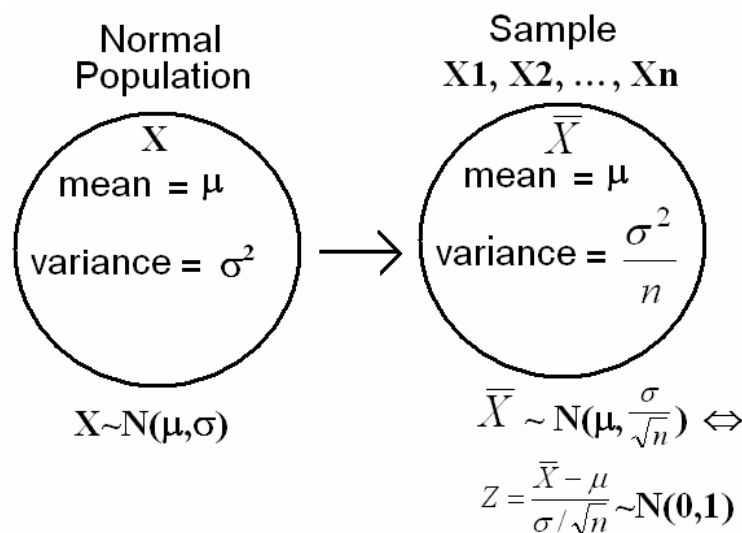 Normal
Population
X
mean = μ
variance = σ²
X~N(μ,σ)
Sample
X1, X2, ..., Xn
X̅
mean = μ
variance = σ²/n
X̅ ~ N(μ, σ/√n) ⇔
Z = (X̅ − μ)/(σ/√n) ~N(0,1)